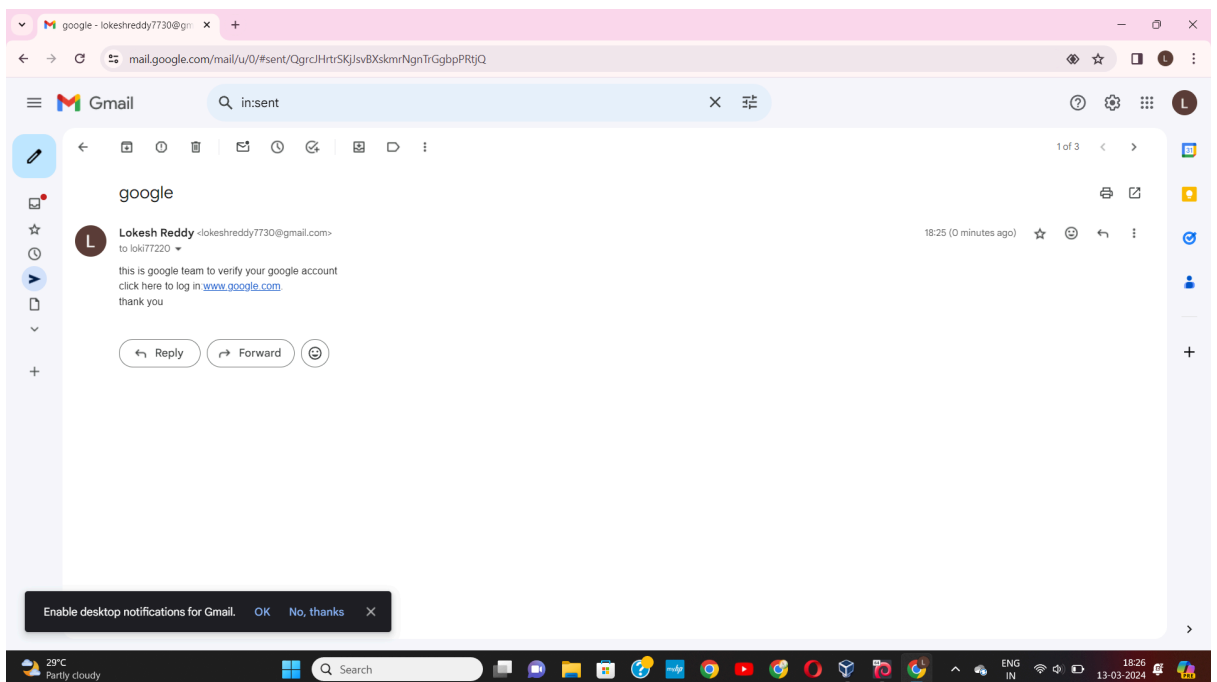 google - lokeshreddy7730@gm
mail.google.com/mail/u/0/#sent/QgrcJHtrSKjJsvBXskmrNgnTrGgbpPRtjQ
L
Gmail
in:sent
L
1 of 3
31
google
L
Lokesh Reddy <lokeshreddy7730@gmail.com>
18:25 (0 minutes ago)
to loki77220
this is google team to verify your google account
click here to log in www.google.com.
thank you
Reply
Forward
Enable desktop notifications for Gmail.
OK
No, thanks
29°C
Partly cloudy
Search
ENG
IN
18:26
13-03-2024